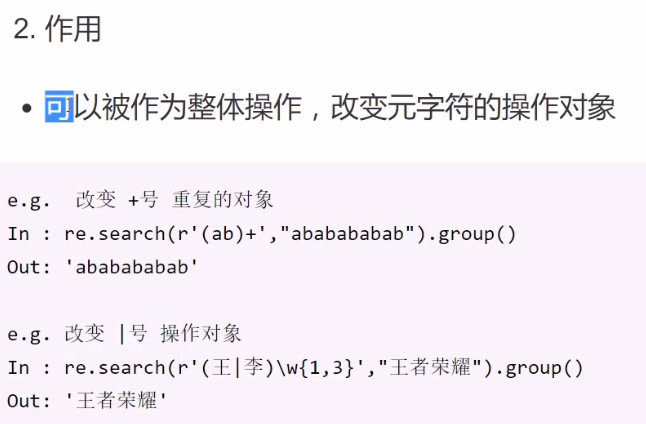 2. 作用
• 可以被作为整体操作，改变元字符的操作对象
e.g.  改变 +号 重复的对象
In : re.search(r'(ab)+',"ababababab").group()
Out: 'ababababab'
e.g. 改变 |号 操作对象
In : re.search(r'(王|李)\w{1,3}',"王者荣耀").group()
Out: '王者荣耀'